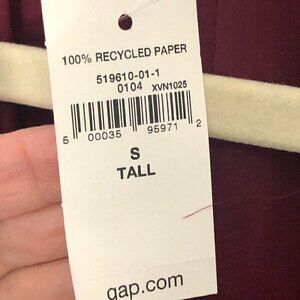 100% RECYCLED PAPER
519610-01-1
0104 XVN1025
5 00035 95971 2
S
TALL
gap.com